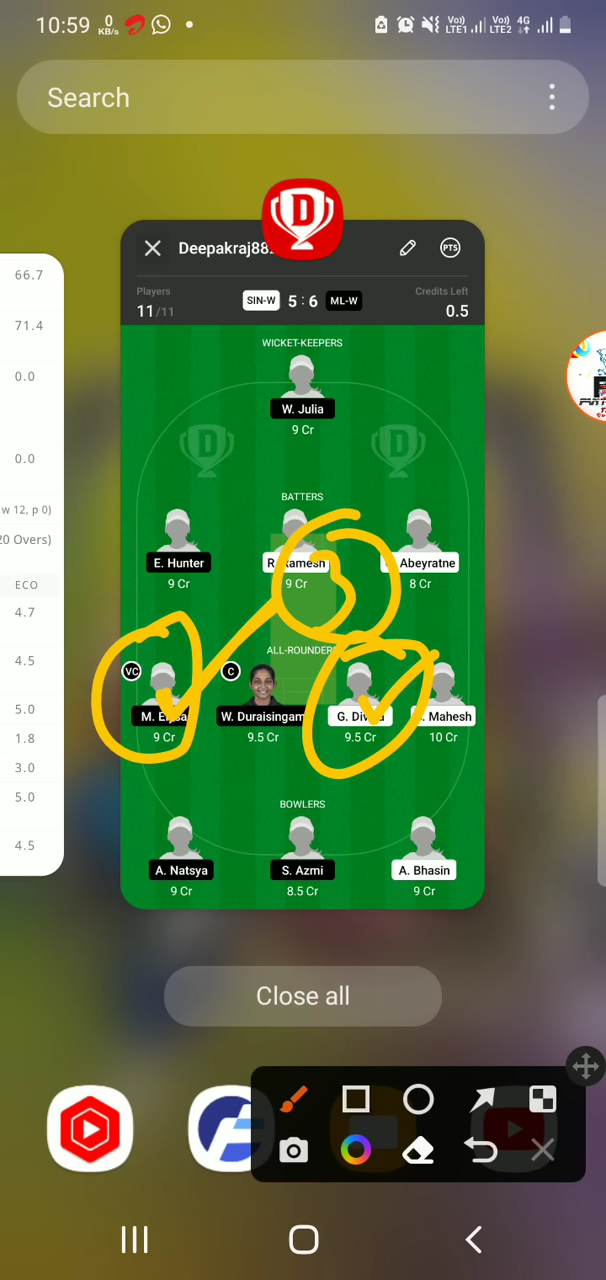 10:59 0 KB/s Vo)) LTE1 Vo)) LTE2 4G
Search
66.7
71.4
0.0
0.0
w 12, p 0)
20 Overs)
ECO
4.7
4.5
5.0
1.8
3.0
5.0
4.5
D
Deepakraj88
PTS
Players
Credits Left
11/11
SIN-W 5 : 6 ML-W
0.5
WICKET-KEEPERS
W. Julia
9 Cr
D D
BATTERS
E. Hunter Ramesh Abeyratne
9 Cr 9 Cr 8 Cr
ALL-ROUNDERS
VC C
M. W. Duraisingam G. Mahesh
9 Cr 9.5 Cr 9.5 Cr 10 Cr
BOWLERS
A. Natsya S. Azmi A. Bhasin
9 Cr 8.5 Cr 9 Cr
Close all